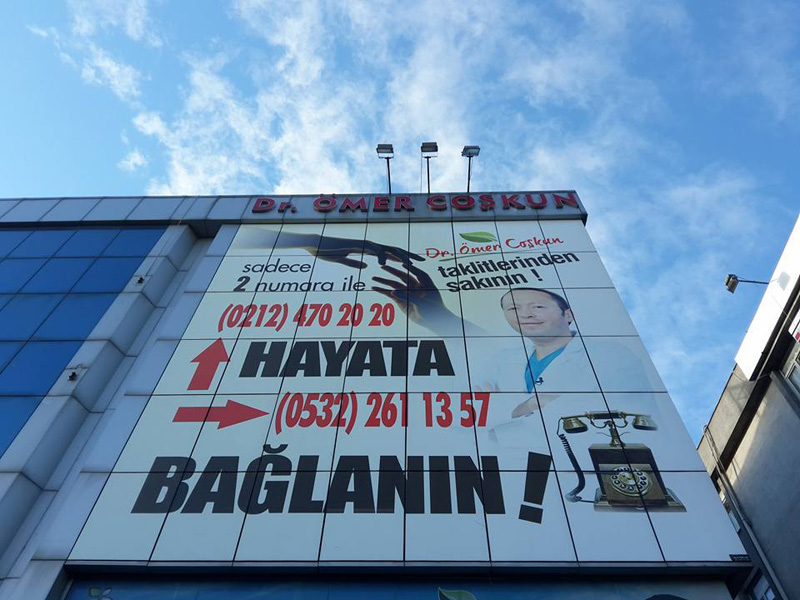 Dr. ÖMER COŞKUN
Dr. Ömer Coşkun
taklitlerinden
sakının !
sadece
2 numara ile
(0212) 470 20 20
HAYATA
(0532) 261 13 57
BAĞLANIN !